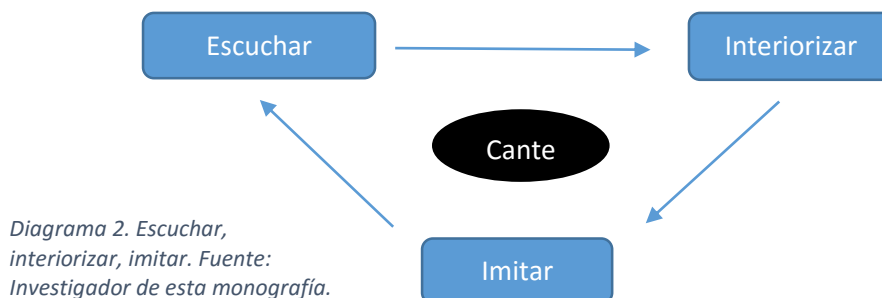 Escuchar
Interiorizar
Cante
Imitar
Diagrama 2. Escuchar,
interiorizar, imitar. Fuente:
Investigador de esta monografía.